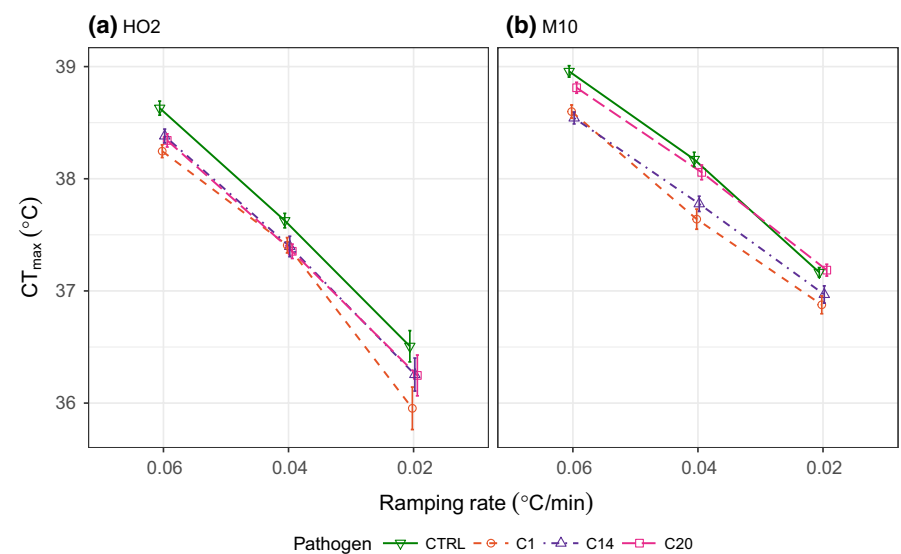 (a) HO2
(b) M10
39
38
37
36
CTmax (°C)
0.06 0.04 0.02
0.06 0.04 0.02
Ramping rate (°C/min)
Pathogen CTRL C1 C14 C20